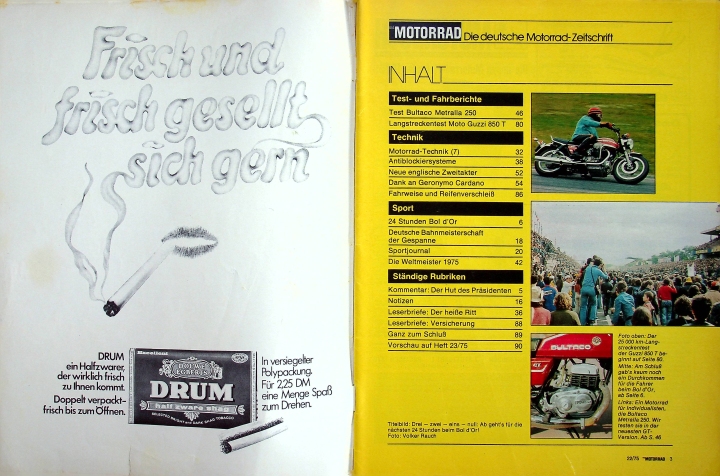 Frisch und
frisch gesellt
sich gern
DRUM
ein Halfzwarer,
der wirklich frisch
zu Ihnen kommt.
Doppelt verpackt–
frisch bis zum Öffnen.
Excellent
DOUWE
EGBERTS
DRUM
half zware shag
In versiegelter
Polypackung.
Für 2,25 DM
eine Menge Spaß
zum Drehen.
MOTORRAD Die deutsche Motorrad-Zeitschrift
INHALT
Test- und Fahrberichte
Test Bultaco Metralla 250 46
Langstreckentest Moto Guzzi 850 T 80
Technik
Motorrad-Technik (7) 32
Antiblockiersysteme 38
Neue englische Zweitakter 52
Dank an Geronymo Cardano 54
Fahrweise und Reifenverschleiß 86
Sport
24 Stunden Bol d'Or 6
Deutsche Bahnmeisterschaft
der Gespanne 18
Sportjournal 20
Die Weltmeister 1975 42
Ständige Rubriken
Kommentar: Der Hut des Präsidenten 5
Notizen 16
Leserbriefe: Der heiße Ritt 36
Leserbriefe: Versicherung 88
Ganz zum Schluß 89
Vorschau auf Heft 23/75 90
Titelbild: Drei – zwei – eins – null: Ab geht's für die
nächsten 24 Stunden beim Bol d'Or!
Foto: Volker Rauch
BULTACO
Foto oben: Der
25 000 km-Lang-
streckentest
der Guzzi 850 T be-
ginnt auf Seite 80.
Mitte: Am Schluß
gab's kaum noch
ein Durchkommen
für die Fahrer
beim Bol d'Or,
ab Seite 6.
Links: Ein Motorrad
für Individualisten,
die Bultaco
Metralla 250. Wir
testen sie in der
neuesten GT-
Version. Ab S. 46
22/75 MOTORRAD 3